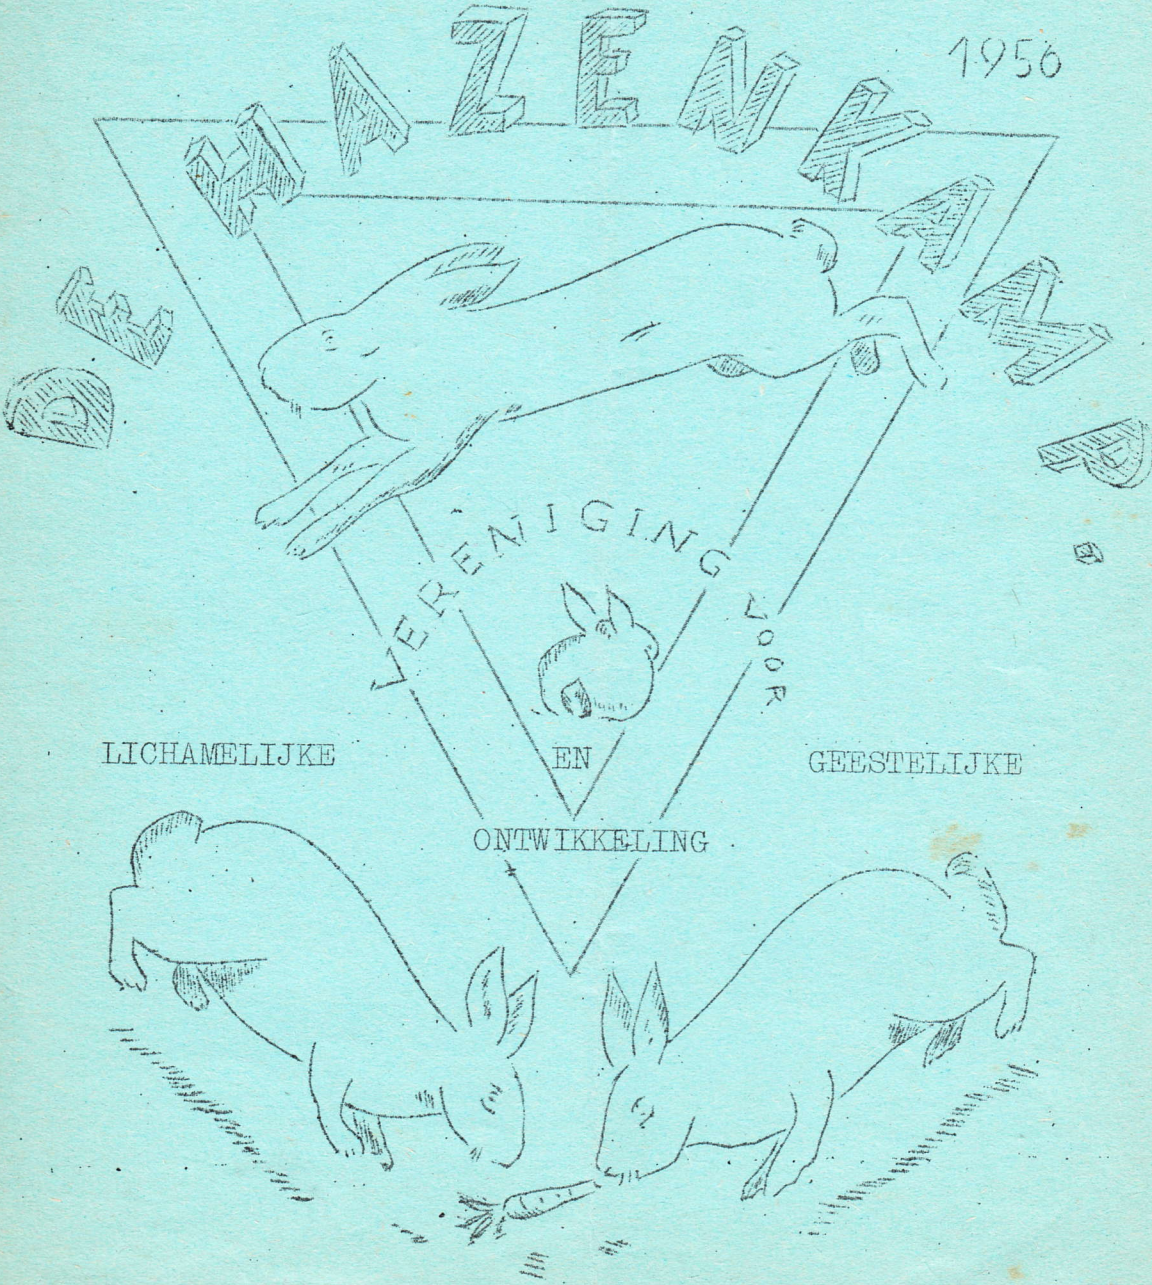 1956
DE HAZENKAMP.
VERENIGING VOOR
LICHAMELIJKE EN GEESTELIJKE
ONTWIKKELING